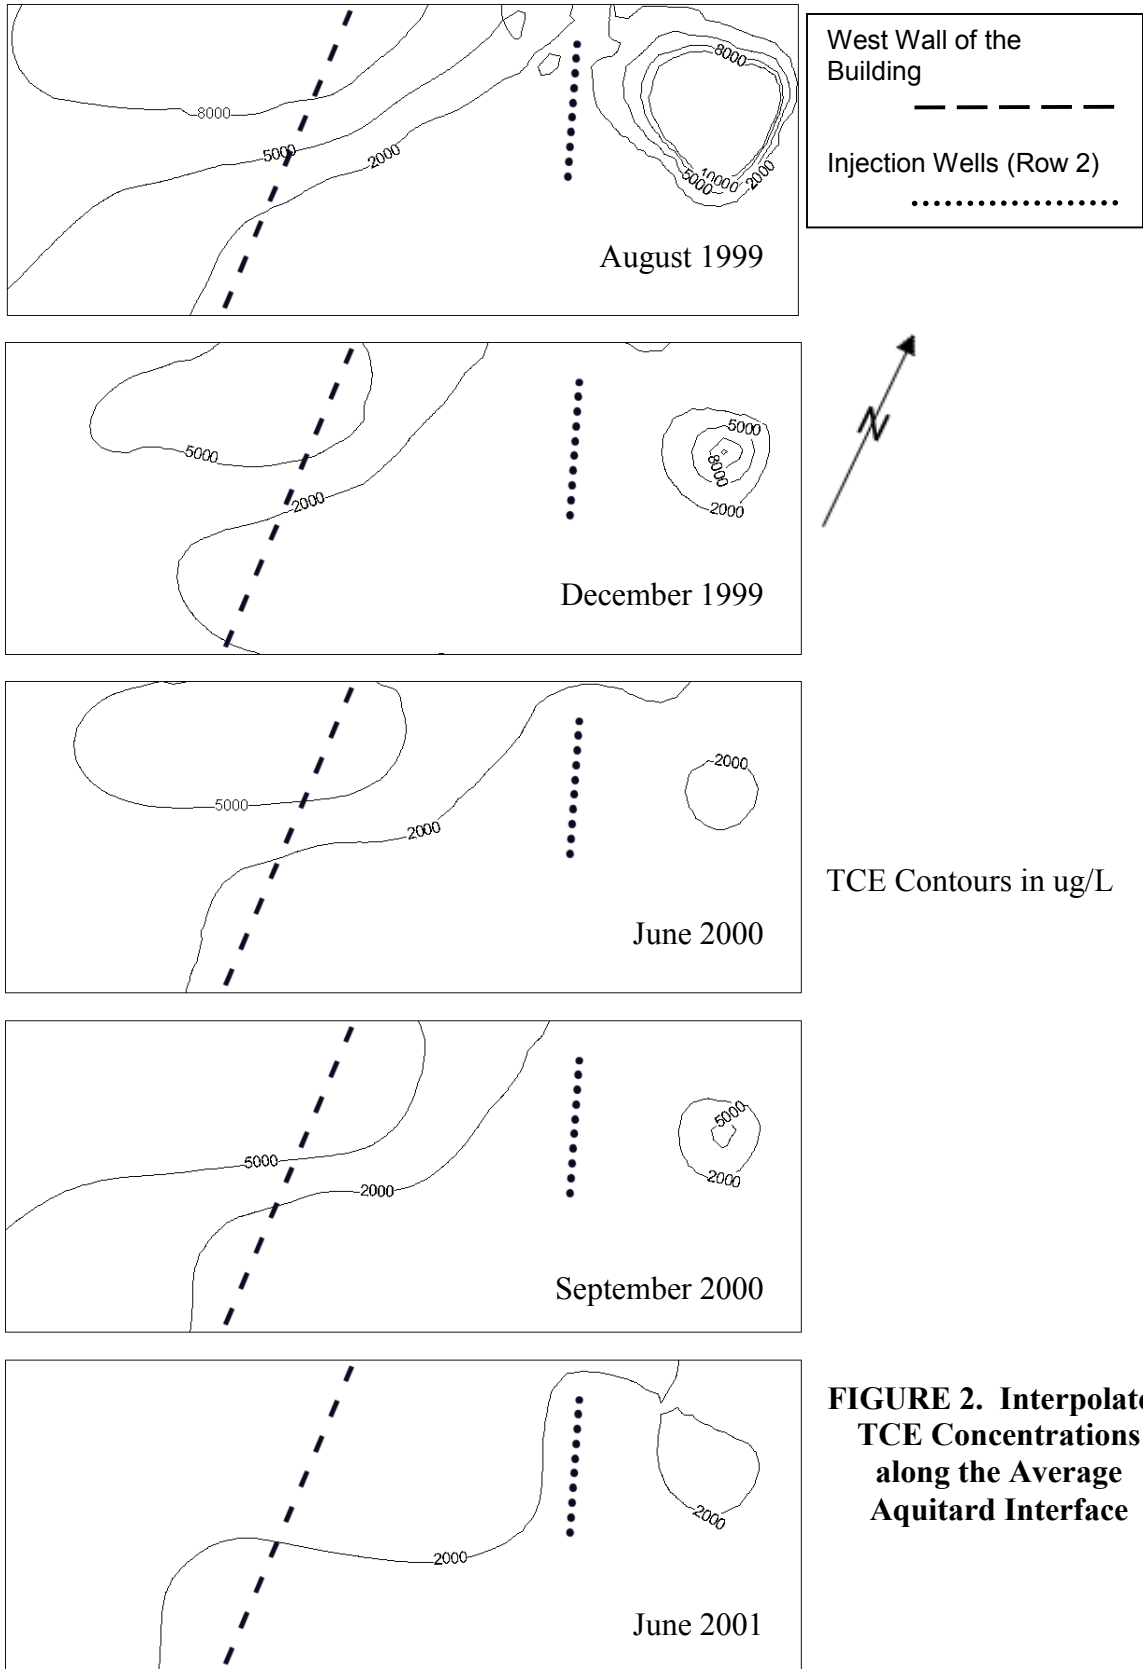 West Wall of the
Building
Injection Wells (Row 2)
8000
5000
2000
8000
10000
5000
2000
August 1999
N
5000
2000
5000
8000
2000
December 1999
5000
2000
2000
June 2000
TCE Contours in ug/L
5000
2000
5000
2000
September 2000
2000
2000
June 2001
FIGURE 2. Interpolate
TCE Concentrations
along the Average
Aquitard Interface